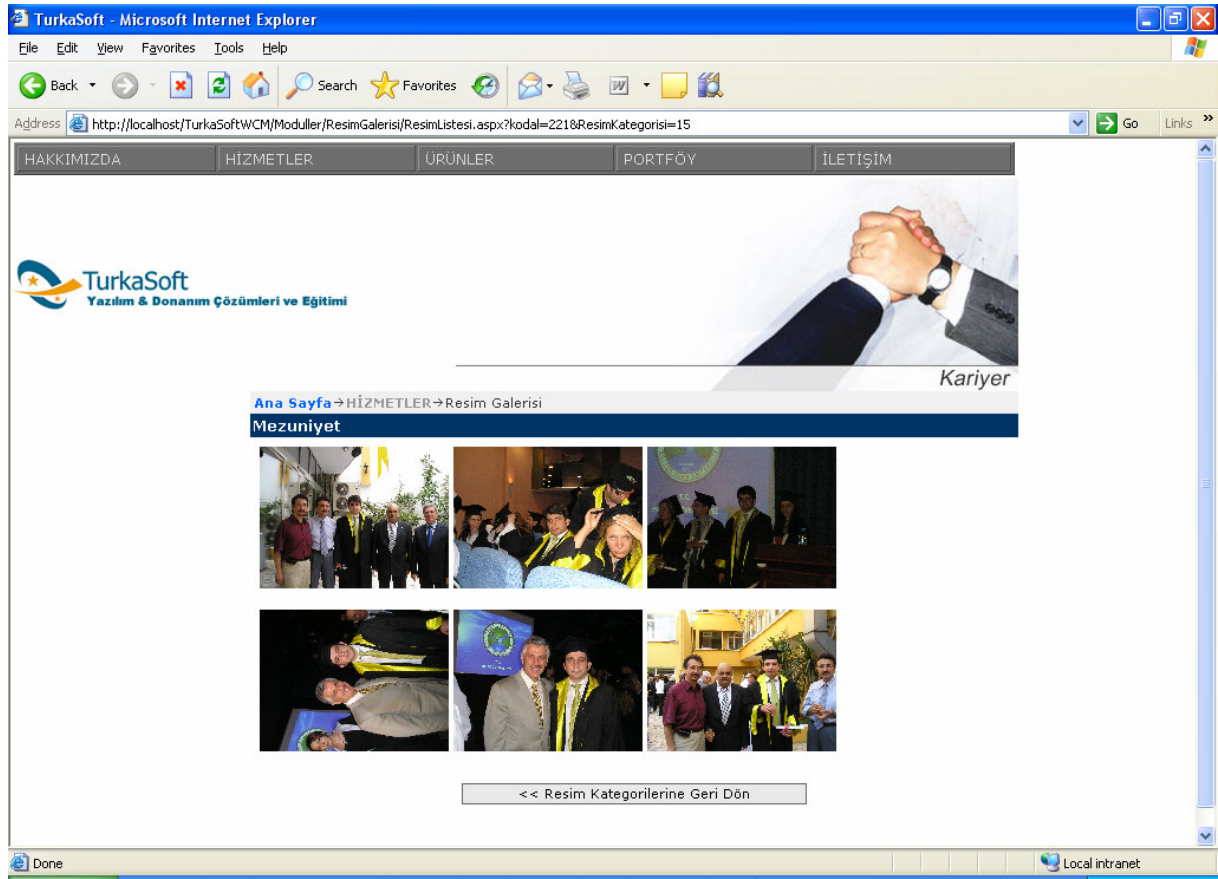 TurkaSoft - Microsoft Internet Explorer
File Edit View Favorites Tools Help
Back Search Favorites
Address http://localhost/TurkaSoftWCM/Moduller/ResimGalerisi/ResimListesi.aspx?kodal=221&ResimKategorisi=15 Go Links »
HAKKIMIZDA HİZMETLER ÜRÜNLER PORTFÖY İLETİŞİM
TurkaSoft
Yazılım & Donanım Çözümleri ve Eğitimi
Kariyer
Ana Sayfa→HİZMETLER→Resim Galerisi
Mezuniyet
T.C.
<< Resim Kategorilerine Geri Dön
Done Local intranet